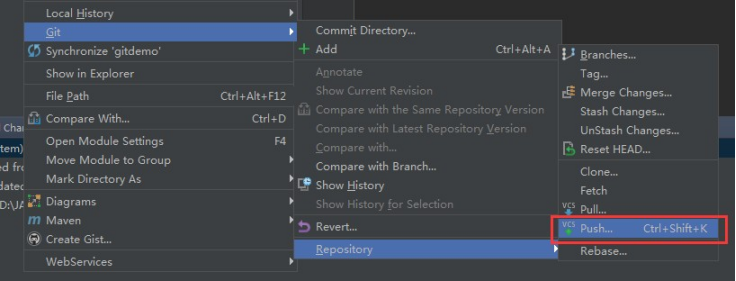 Local History
Git
Synchronize 'gitdemo'
Show in Explorer
File Path Ctrl+Alt+F12
Compare With... Ctrl+D
Open Module Settings F4
Move Module to Group
Mark Directory As
Diagrams
Maven
Create Gist...
WebServices
Commit Directory...
Add Ctrl+Alt+A
Annotate
Show Current Revision
Compare with the Same Repository Version
Compare with Latest Repository Version
Compare with...
Compare with Branch...
Show History
Show History for Selection
Revert...
Repository
Branches...
Tag...
Merge Changes...
Stash Changes...
UnStash Changes...
Reset HEAD...
Clone...
Fetch
VCS Pull...
VCS Push... Ctrl+Shift+K
Rebase...
Chan
tem)
ed fro
dated
D:\JA